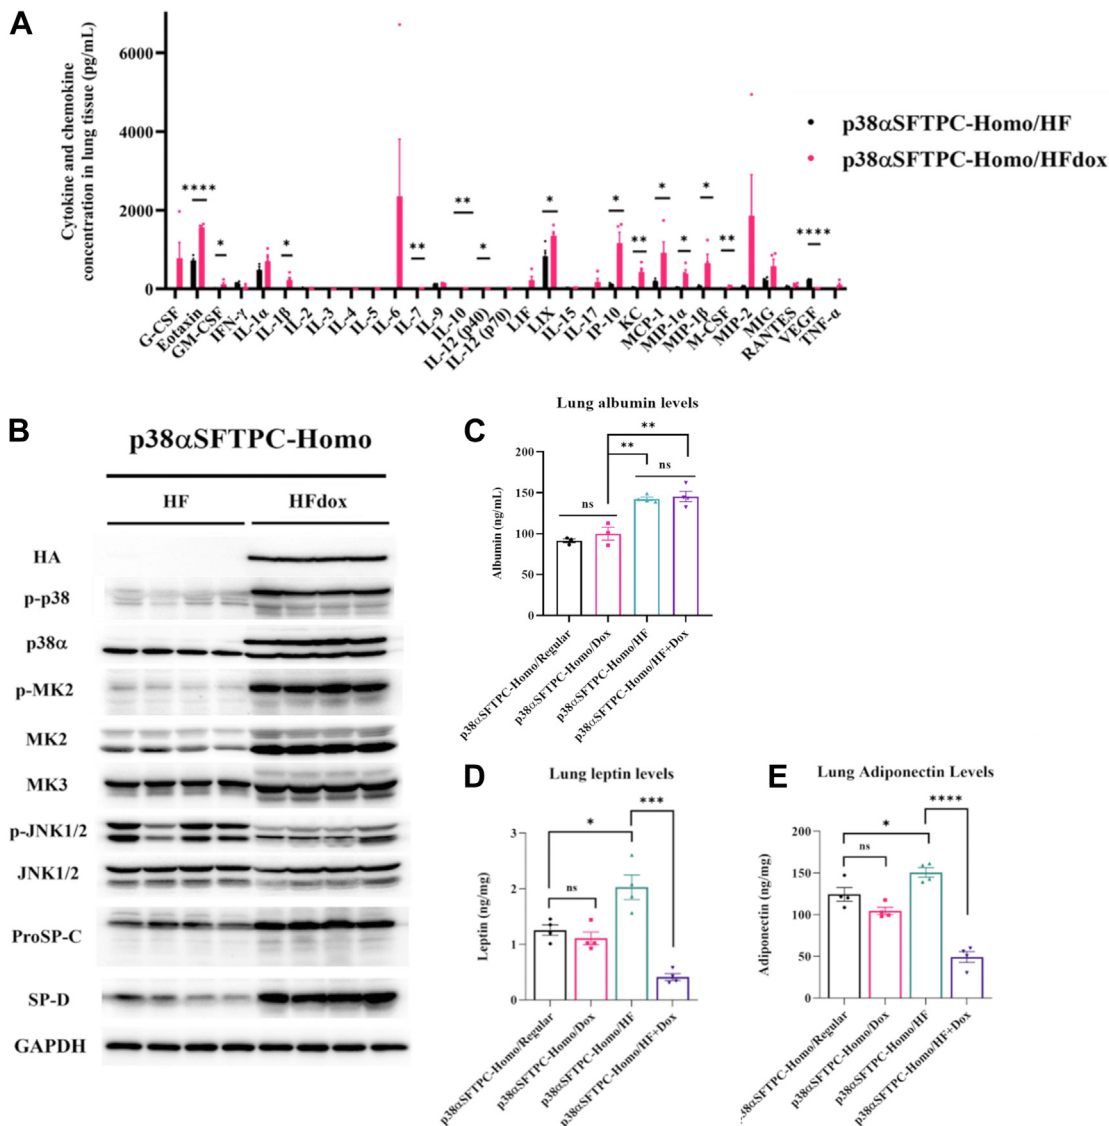 A
Cytokine and chemokine
concentration in lung tissue (pg/mL)
6000
4000
2000
0
**** * * ** ** * * * ** * * * ** ****
G-CSF
Eotaxin
GM-CSF
IFN-γ
IL-1α
IL-1β
IL-2
IL-3
IL-4
IL-5
IL-6
IL-7
IL-9
IL-10
IL-12 (p40)
IL-12 (p70)
LIF
LIX
IL-15
IL-17
IP-10
KC
MCP-1
MIP-1α
MIP-1β
M-CSF
MIP-2
MIG
RANTES
VEGF
TNF-α
p38αSFTPC-Homo/HF
p38αSFTPC-Homo/HFdox
B
p38αSFTPC-Homo
HF HFdox
HA
p-p38
p38α
p-MK2
MK2
MK3
p-JNK1/2
JNK1/2
ProSP-C
SP-D
GAPDH
C
Lung albumin levels
Albumin (ng/mL)
200
150
100
50
0
ns
**
**
ns
p38αSFTPC-Homo/Regular
p38αSFTPC-Homo/Dox
p38αSFTPC-Homo/HF
p38αSFTPC-Homo/HF+Dox
D
Lung leptin levels
Leptin (ng/mg)
3
2
1
0
*
ns
***
p38αSFTPC-Homo/Regular
p38αSFTPC-Homo/Dox
p38αSFTPC-Homo/HF
p38αSFTPC-Homo/HF+Dox
E
Lung Adiponectin Levels
Adiponectin (ng/mg)
200
150
100
50
0
*
ns
****
p38αSFTPC-Homo/Regular
p38αSFTPC-Homo/Dox
p38αSFTPC-Homo/HF
p38αSFTPC-Homo/HF+Dox